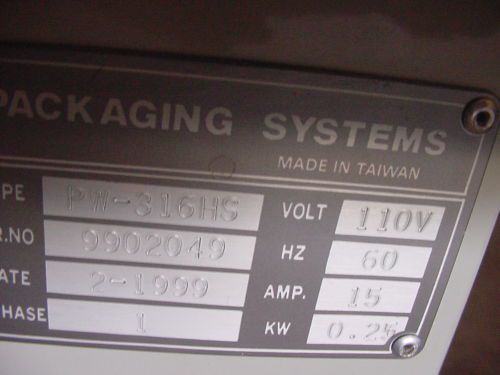 PACKAGING SYSTEMS
MADE IN TAIWAN
PE PW-316HS VOLT 110V
R.NO 9902049 HZ 60
ATE 2-1999 AMP. 15
HASE 1 KW 0.25